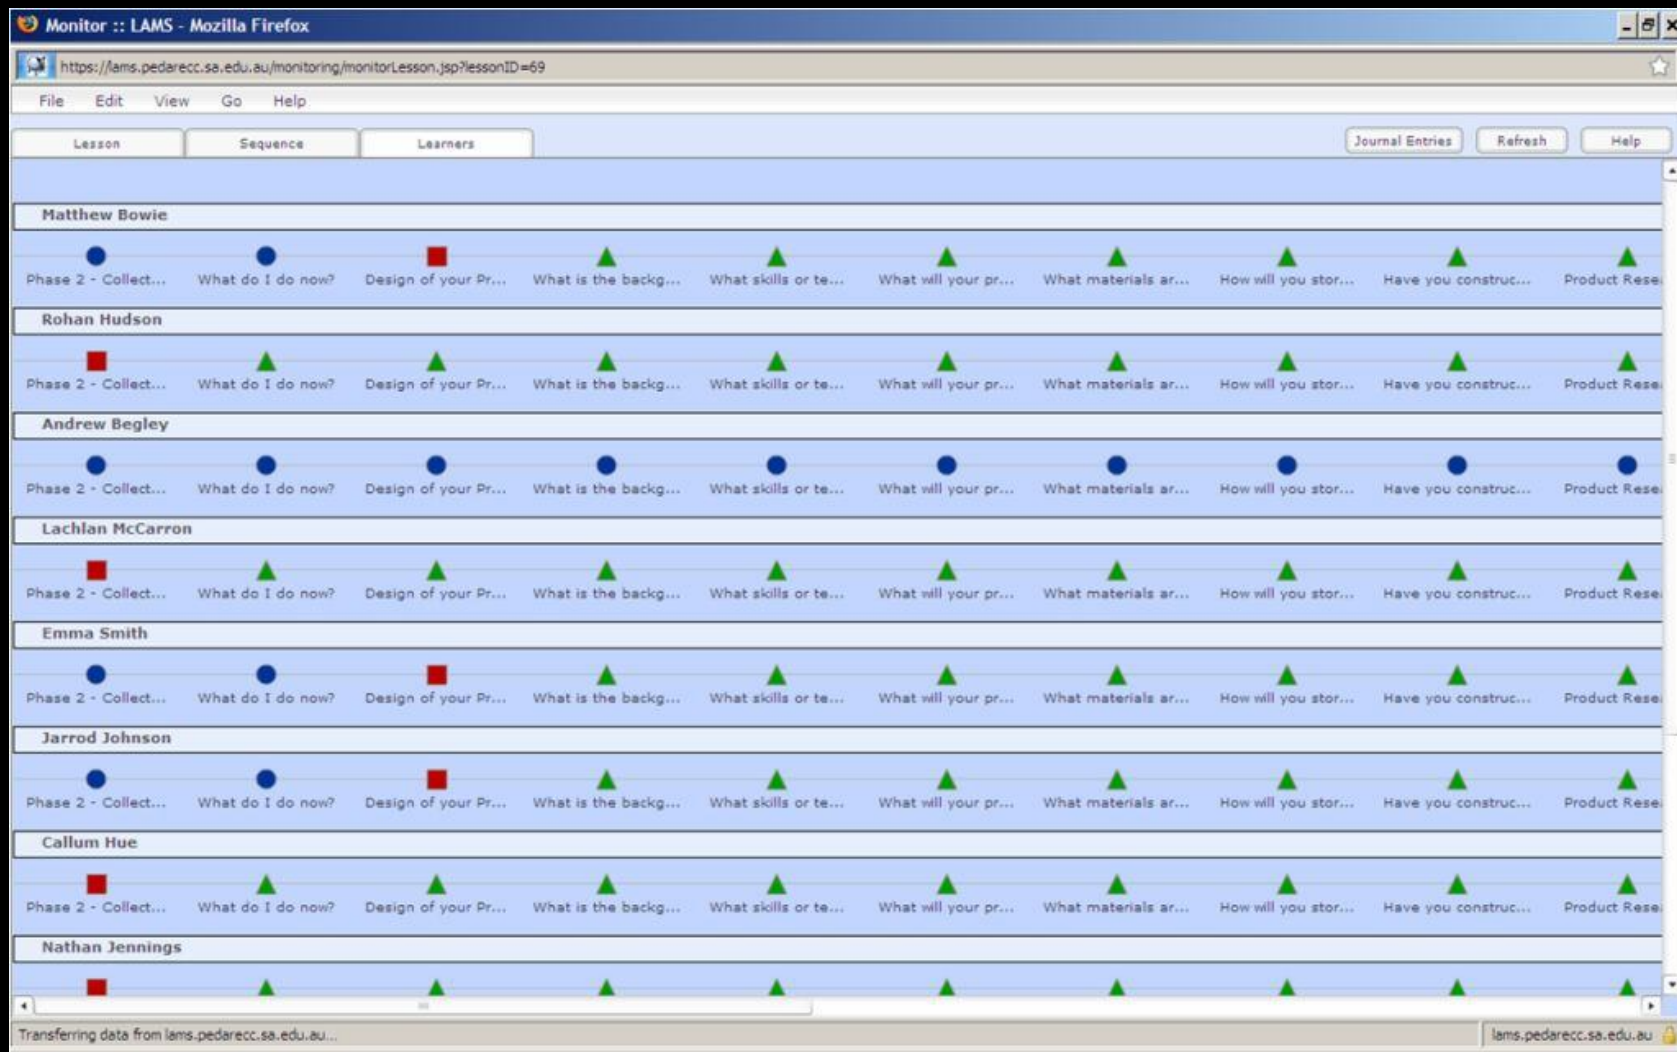 Monitor :: LAMS - Mozilla Firefox
https://lams.pedarecc.sa.edu.au/monitoring/monitorLesson.jsp?lessonID=69
File Edit View Go Help
Lesson Sequence Learners Journal Entries Refresh Help
Matthew Bowie
Phase 2 - Collect... What do I do now? Design of your Pr... What is the backg... What skills or te... What will your pr... What materials ar... How will you stor... Have you construc... Product Rese
Rohan Hudson
Phase 2 - Collect... What do I do now? Design of your Pr... What is the backg... What skills or te... What will your pr... What materials ar... How will you stor... Have you construc... Product Rese
Andrew Begley
Phase 2 - Collect... What do I do now? Design of your Pr... What is the backg... What skills or te... What will your pr... What materials ar... How will you stor... Have you construc... Product Rese
Lachlan McCarron
Phase 2 - Collect... What do I do now? Design of your Pr... What is the backg... What skills or te... What will your pr... What materials ar... How will you stor... Have you construc... Product Rese
Emma Smith
Phase 2 - Collect... What do I do now? Design of your Pr... What is the backg... What skills or te... What will your pr... What materials ar... How will you stor... Have you construc... Product Rese
Jarrod Johnson
Phase 2 - Collect... What do I do now? Design of your Pr... What is the backg... What skills or te... What will your pr... What materials ar... How will you stor... Have you construc... Product Rese
Callum Hue
Phase 2 - Collect... What do I do now? Design of your Pr... What is the backg... What skills or te... What will your pr... What materials ar... How will you stor... Have you construc... Product Rese
Nathan Jennings
Transferring data from lams.pedarecc.sa.edu.au... lams.pedarecc.sa.edu.au